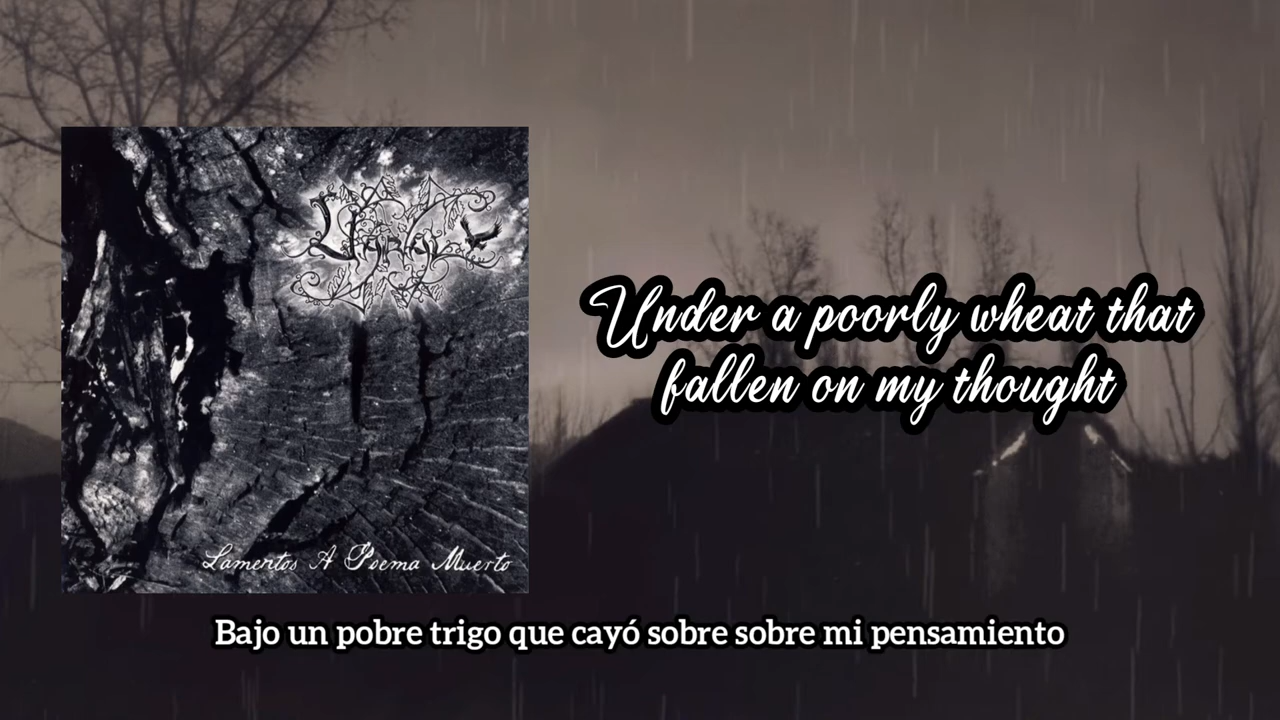 Uaral
Lamentos A Poema Muerto
Under a poorly wheat that
fallen on my thought
Bajo un pobre trigo que cayó sobre sobre mi pensamiento